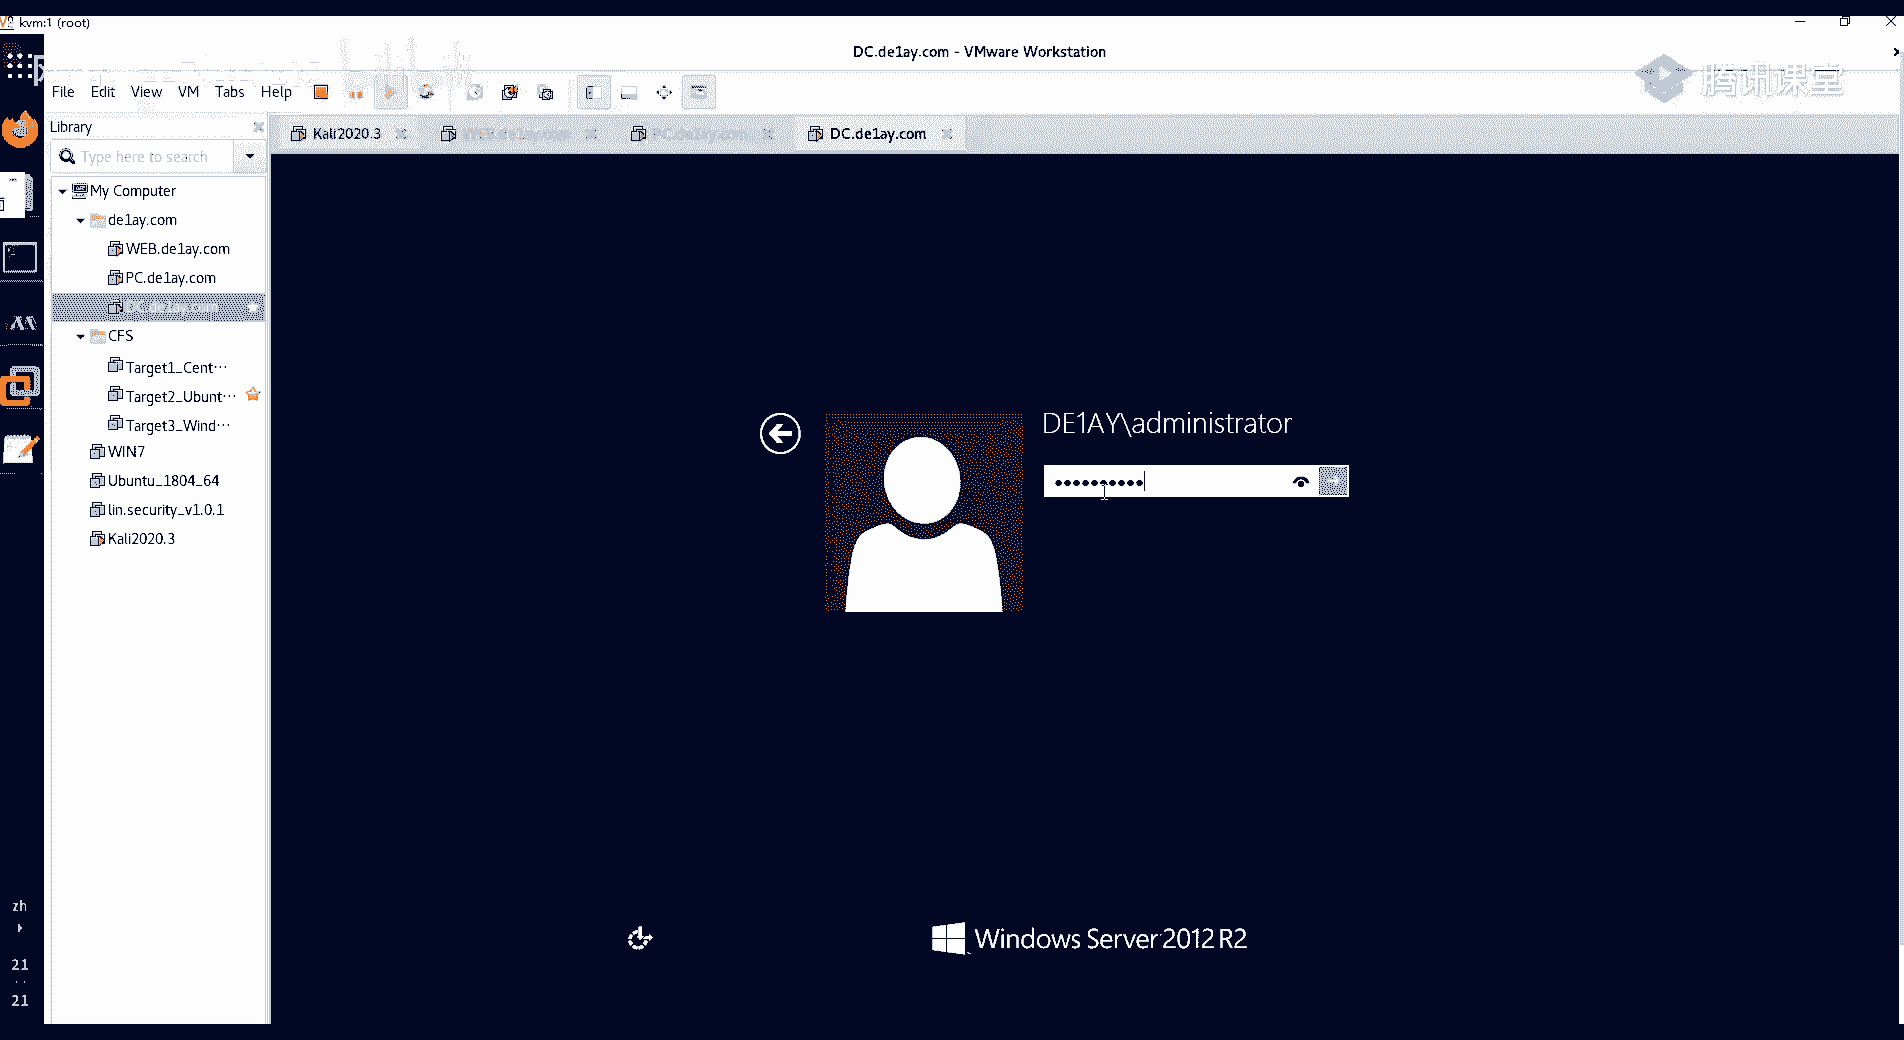 kvm:1 (root)
DC.de1ay.com - VMware Workstation
腾讯课堂
File Edit View VM Tabs Help
Library
Kali2020.3
DC.de1ay.com
Type here to search
My Computer
de1ay.com
WEB.de1ay.com
PC.de1ay.com
DC.de1ay.com
CFS
Target1_Cent···
Target2_Ubunt···
Target3_Wind···
WIN7
Ubuntu_1804_64
lin.security_v1.0.1
Kali2020.3
DE1AY\administrator
Windows Server 2012 R2
zh
21
21